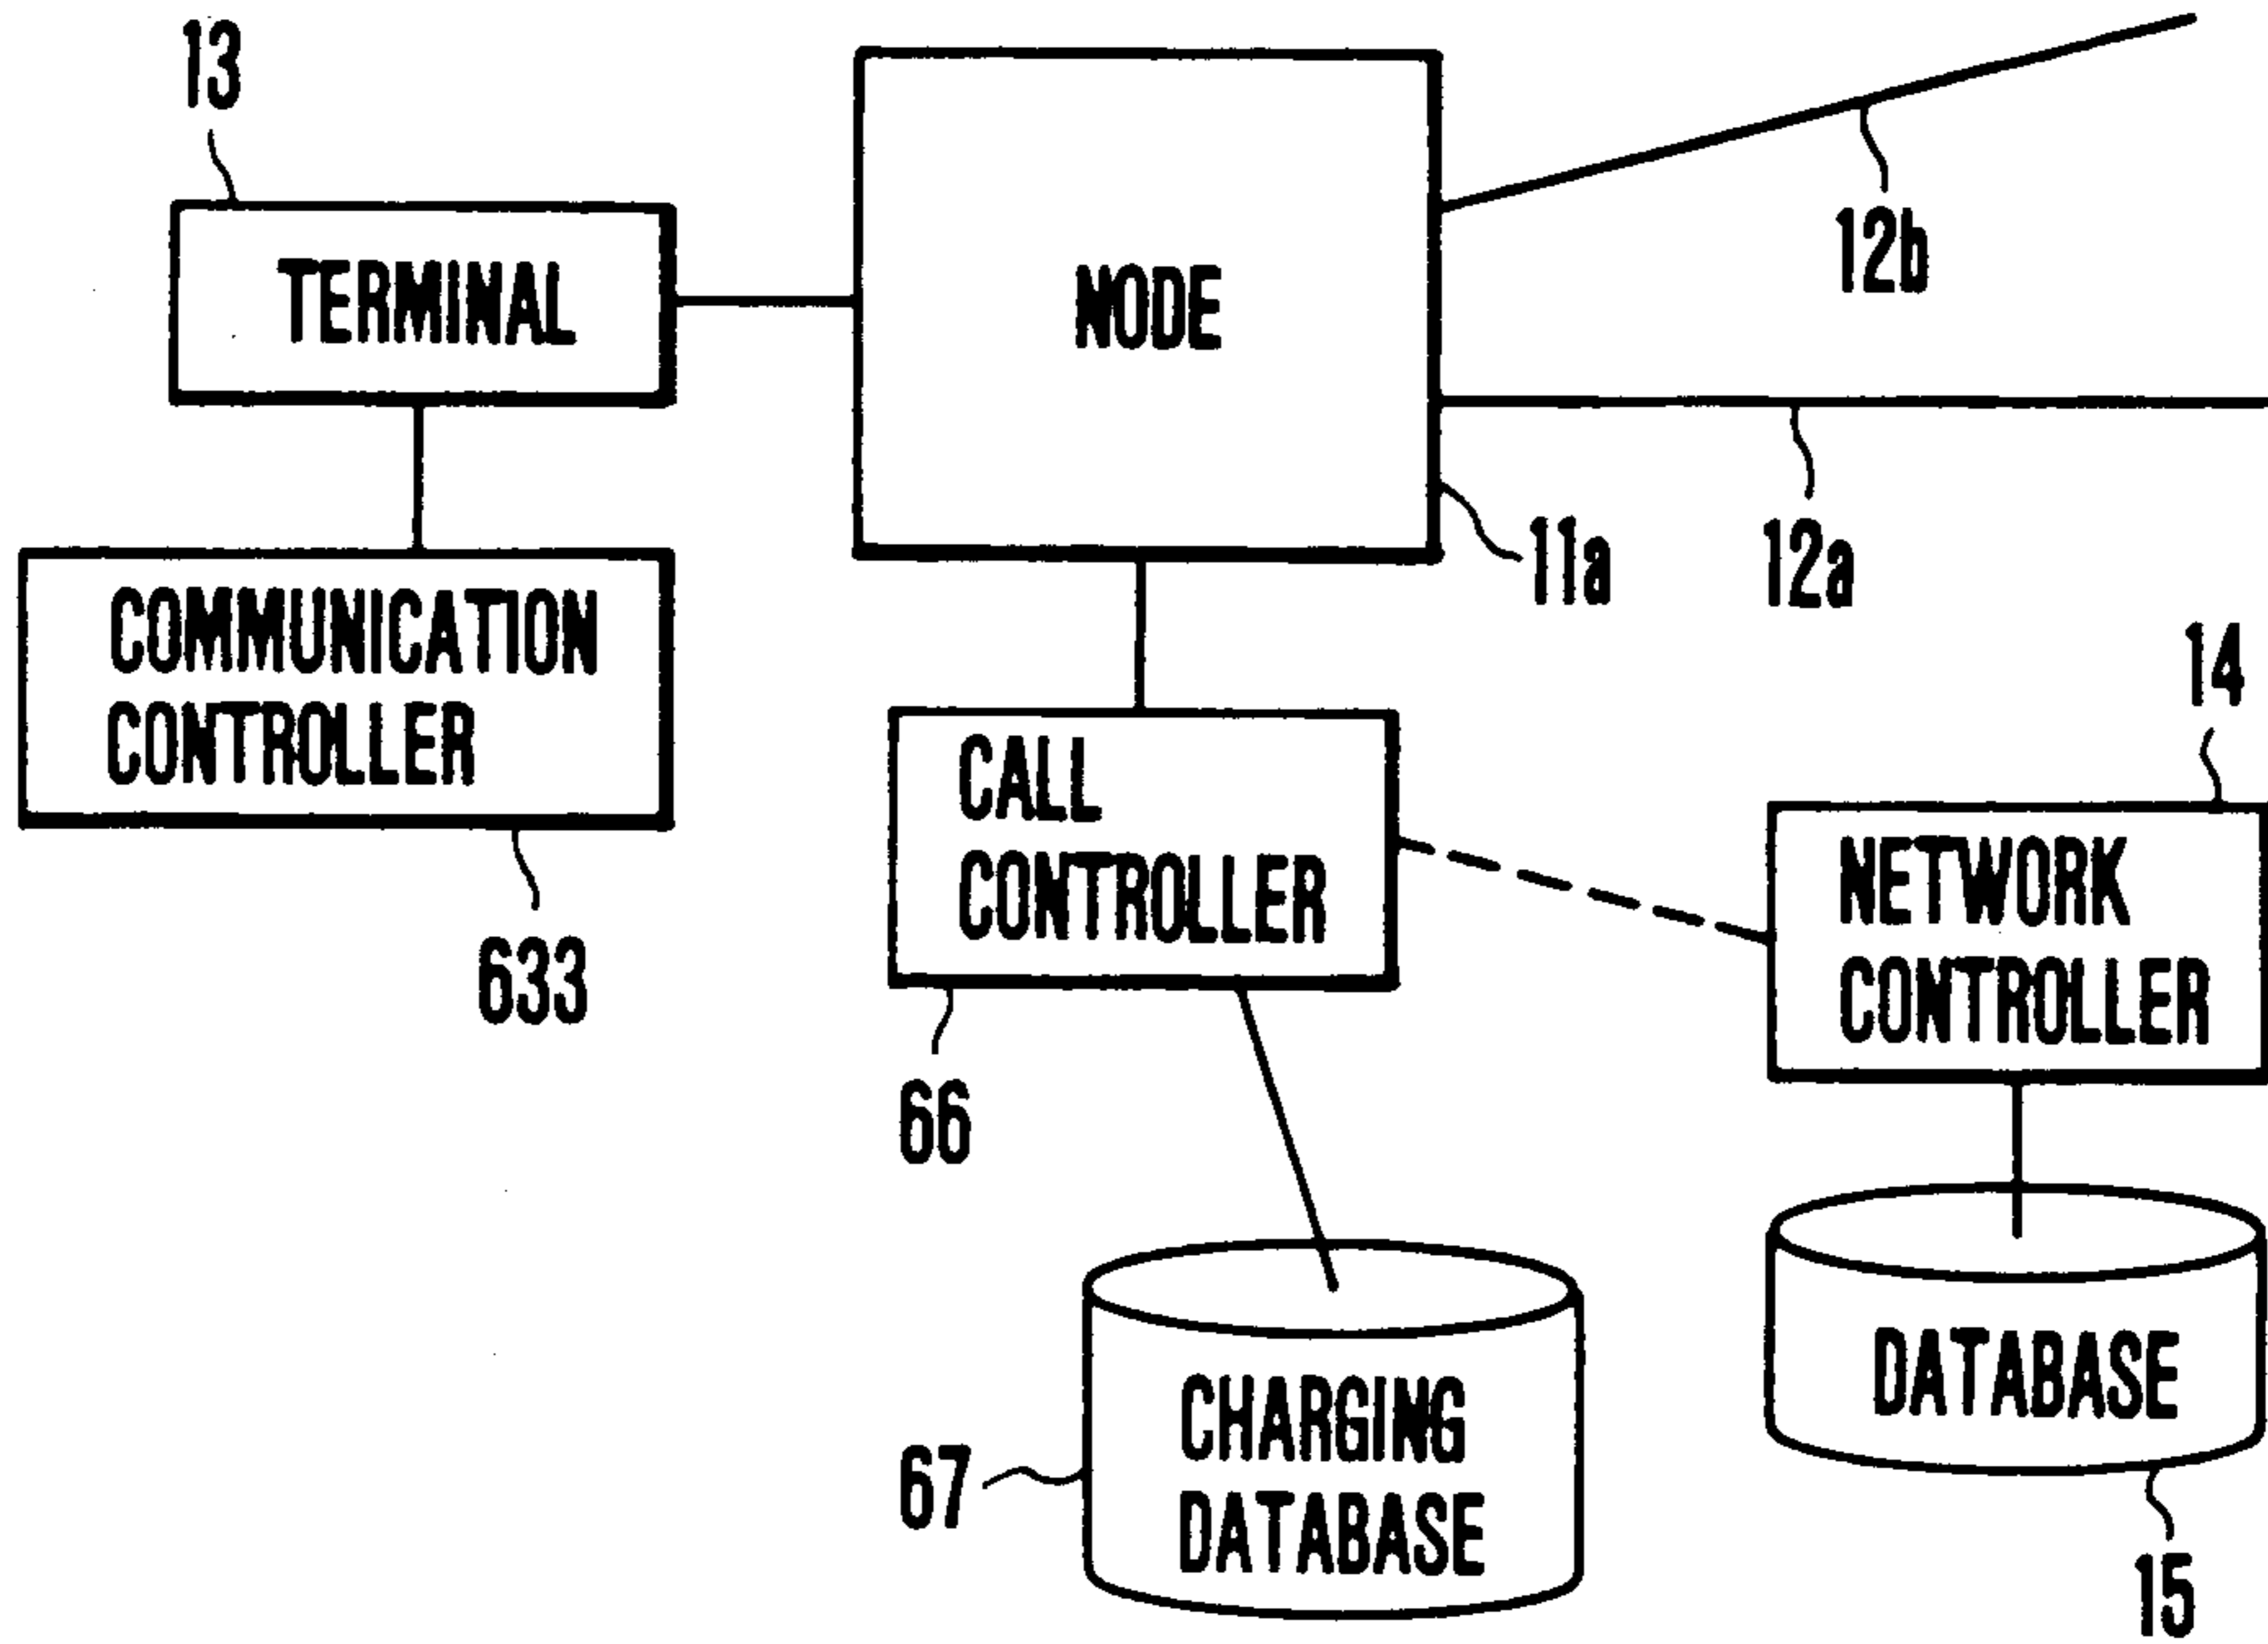 13
TERMINAL
NODE
12b
12a
11a
COMMUNICATION
CONTROLLER
633
CALL
CONTROLLER
66
14
NETWORK
CONTROLLER
67
CHARGING
DATABASE
DATABASE
15